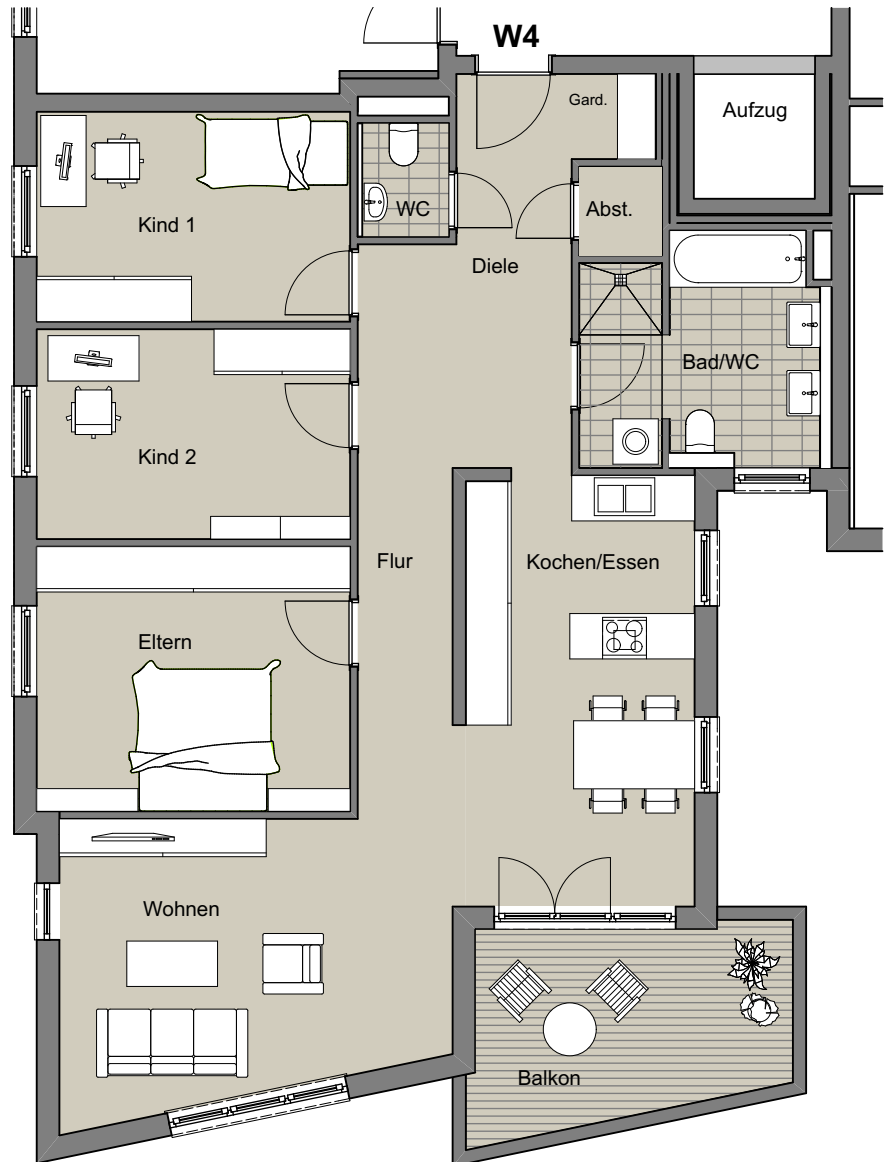 W4
Gard.
Aufzug
Kind 1
WC
Abst.
Diele
Bad/WC
Kind 2
Flur
Kochen/Essen
Eltern
Wohnen
Balkon